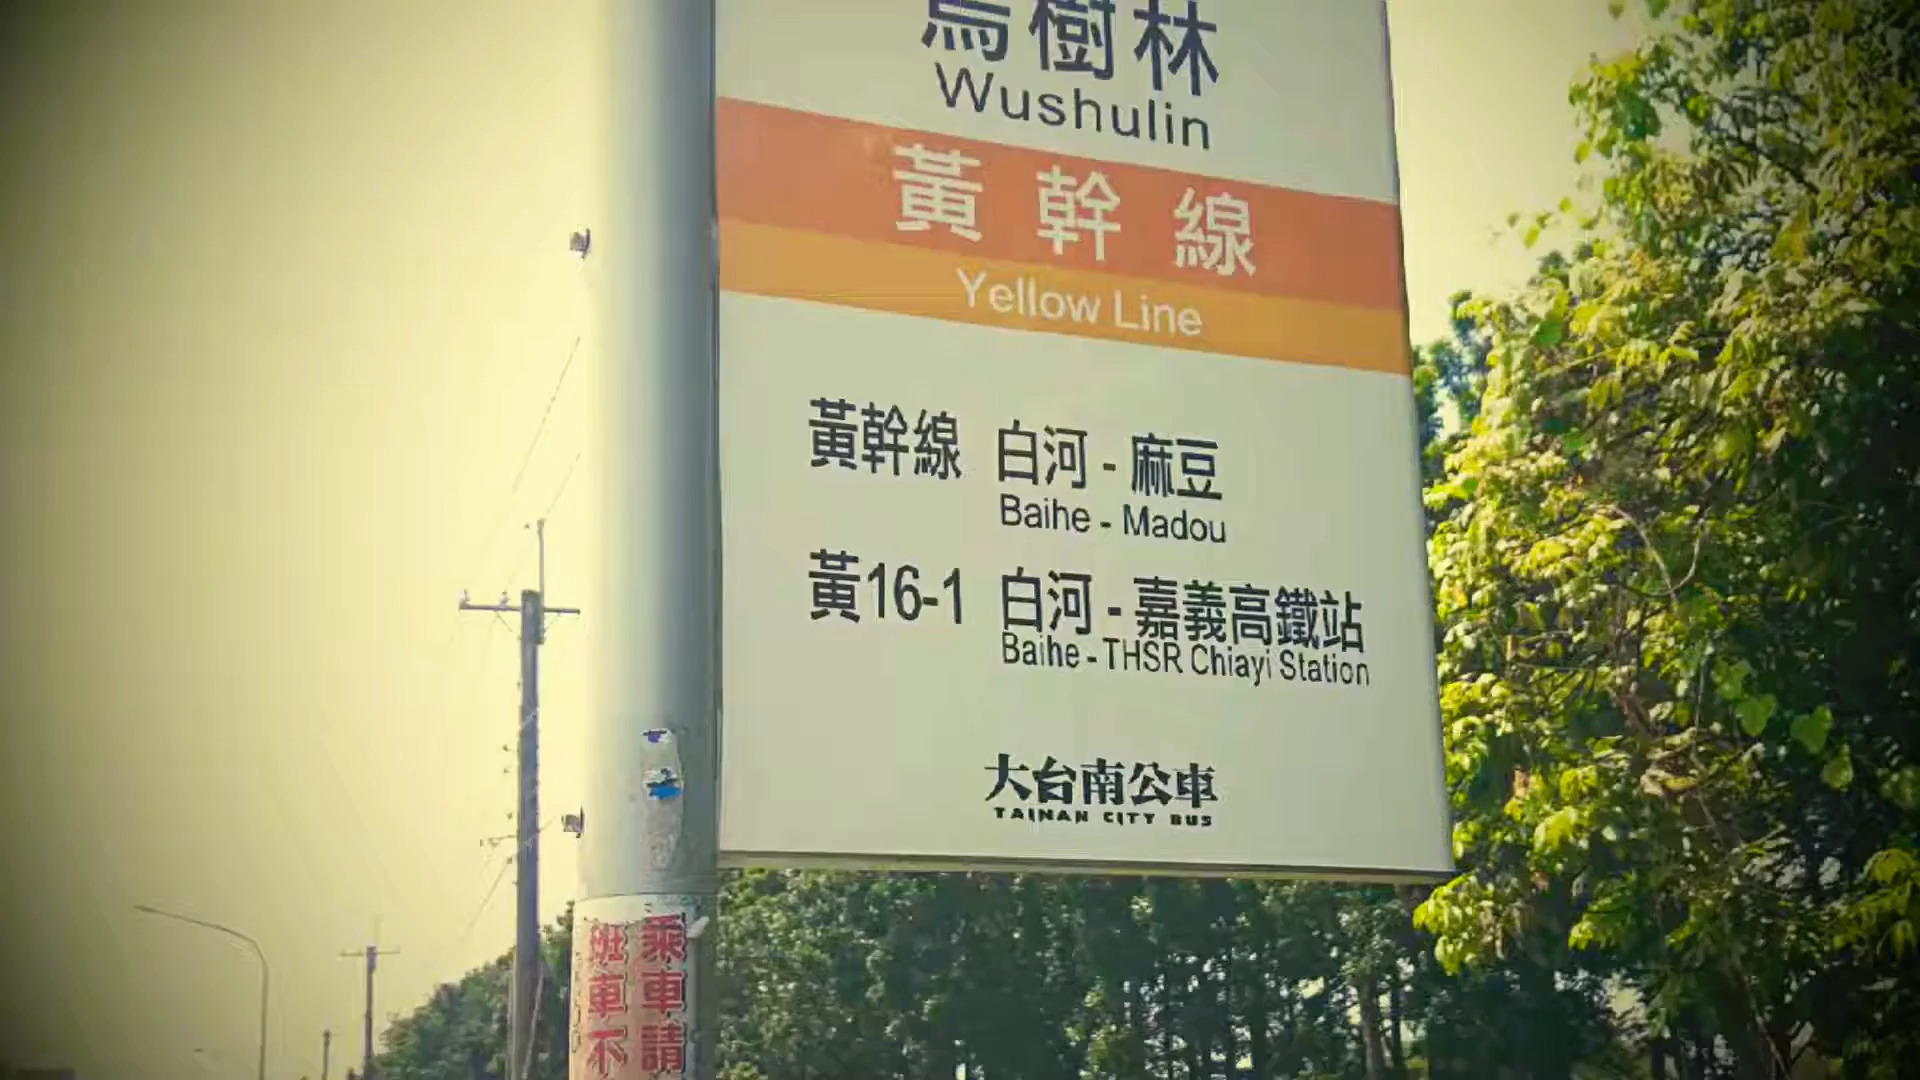 烏樹林
Wushulin
黃幹線
Yellow Line
黃幹線 白河 - 麻豆
Baihe - Madou
黃16-1 白河 - 嘉義高鐵站
Baihe - THSR Chiayi Station
大台南公車
TAINAN CITY BUS
乘車請
班車不